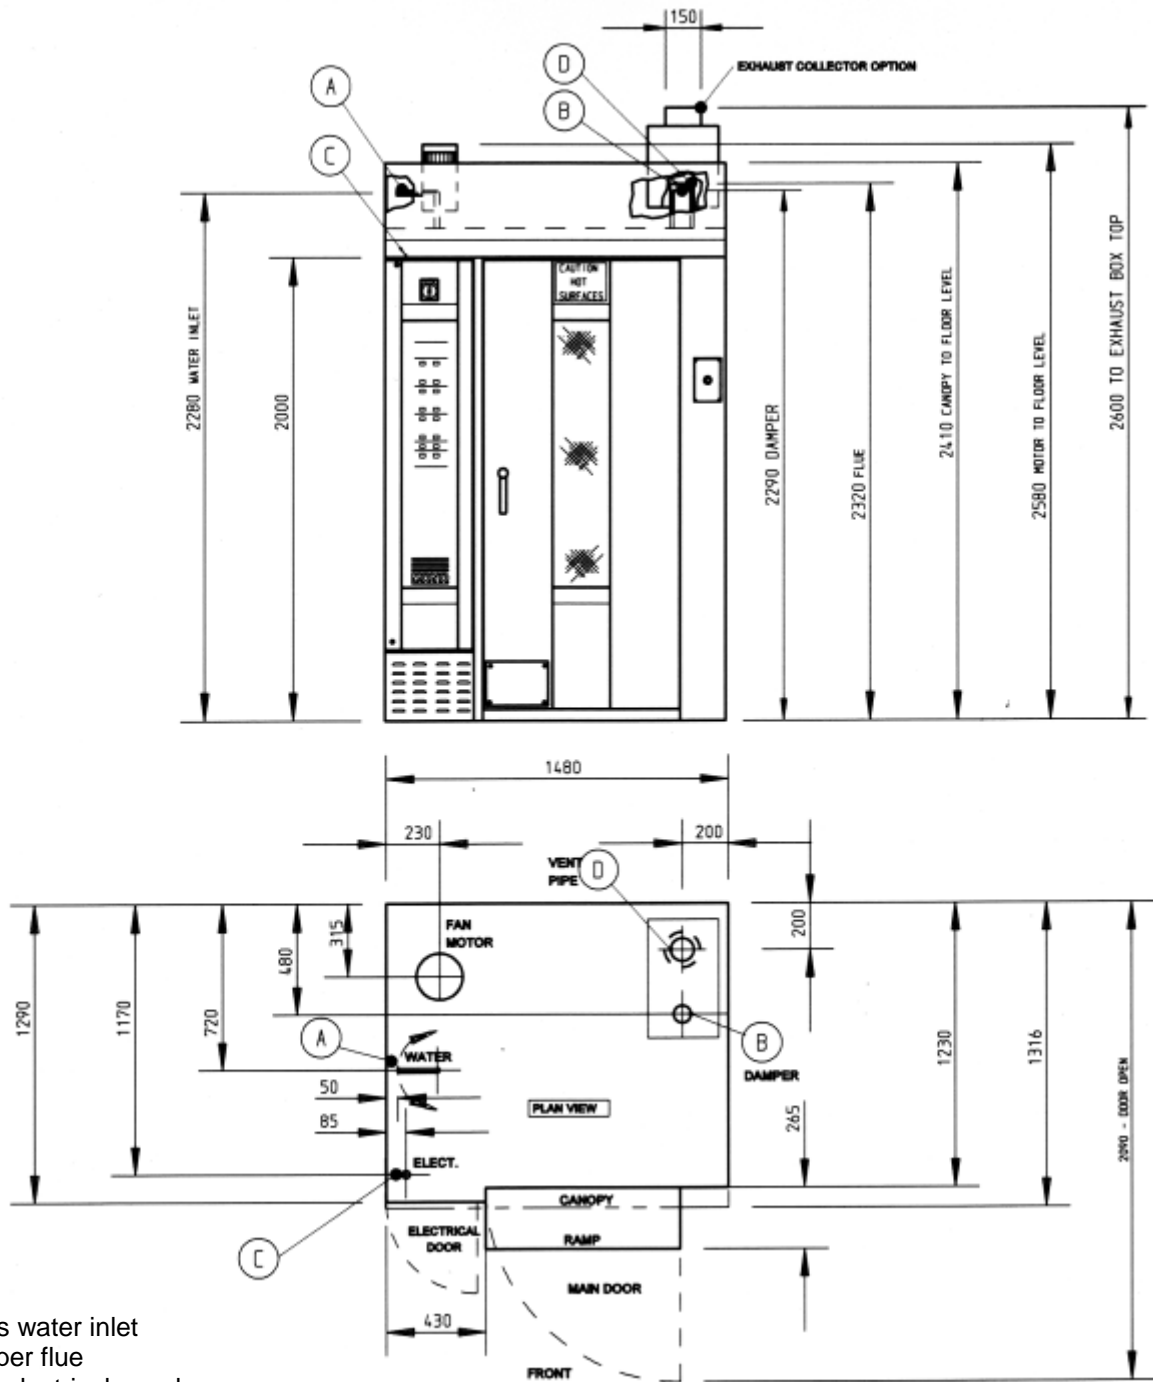 150
EXHAUST COLLECTOR OPTION
D
B
A
C
CAUTION
HOT
SURFACES
2280 WATER INLET
2000
2290 DAMPER
2320 FLUE
2410 CANOPY TO FLOOR LEVEL
2580 MOTOR TO FLOOR LEVEL
2600 TO EXHAUST BOX TOP
1480
230
200
VENT
PIPE
D
FAN
MOTOR
315
480
720
1170
1290
200
1230
1316
2090 - DOOR OPEN
A
WATER
B
DAMPER
50
85
PLAN VIEW
265
ELECT.
C
CANOPY
ELECTRICAL
DOOR
RAMP
MAIN DOOR
430
FRONT
s water inlet
per flue